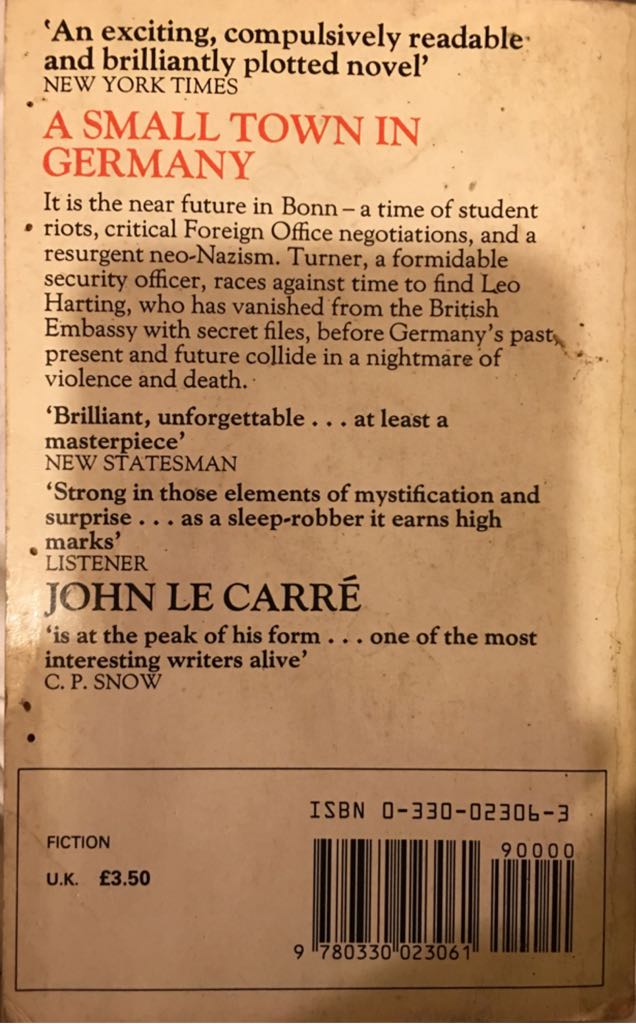 ‘An exciting, compulsively readable
and brilliantly plotted novel’
NEW YORK TIMES
A SMALL TOWN IN
GERMANY
It is the near future in Bonn – a time of student
riots, critical Foreign Office negotiations, and a
resurgent neo-Nazism. Turner, a formidable
security officer, races against time to find Leo
Harting, who has vanished from the British
Embassy with secret files, before Germany’s past,
present and future collide in a nightmare of
violence and death.
‘Brilliant, unforgettable . . . at least a
masterpiece’
NEW STATESMAN
‘Strong in those elements of mystification and
surprise . . . as a sleep-robber it earns high
marks’
LISTENER
JOHN LE CARRÉ
‘is at the peak of his form . . . one of the most
interesting writers alive’
C. P. SNOW
ISBN 0-330-02306-3
FICTION
U.K. £3.50
90000
9 780330 023061